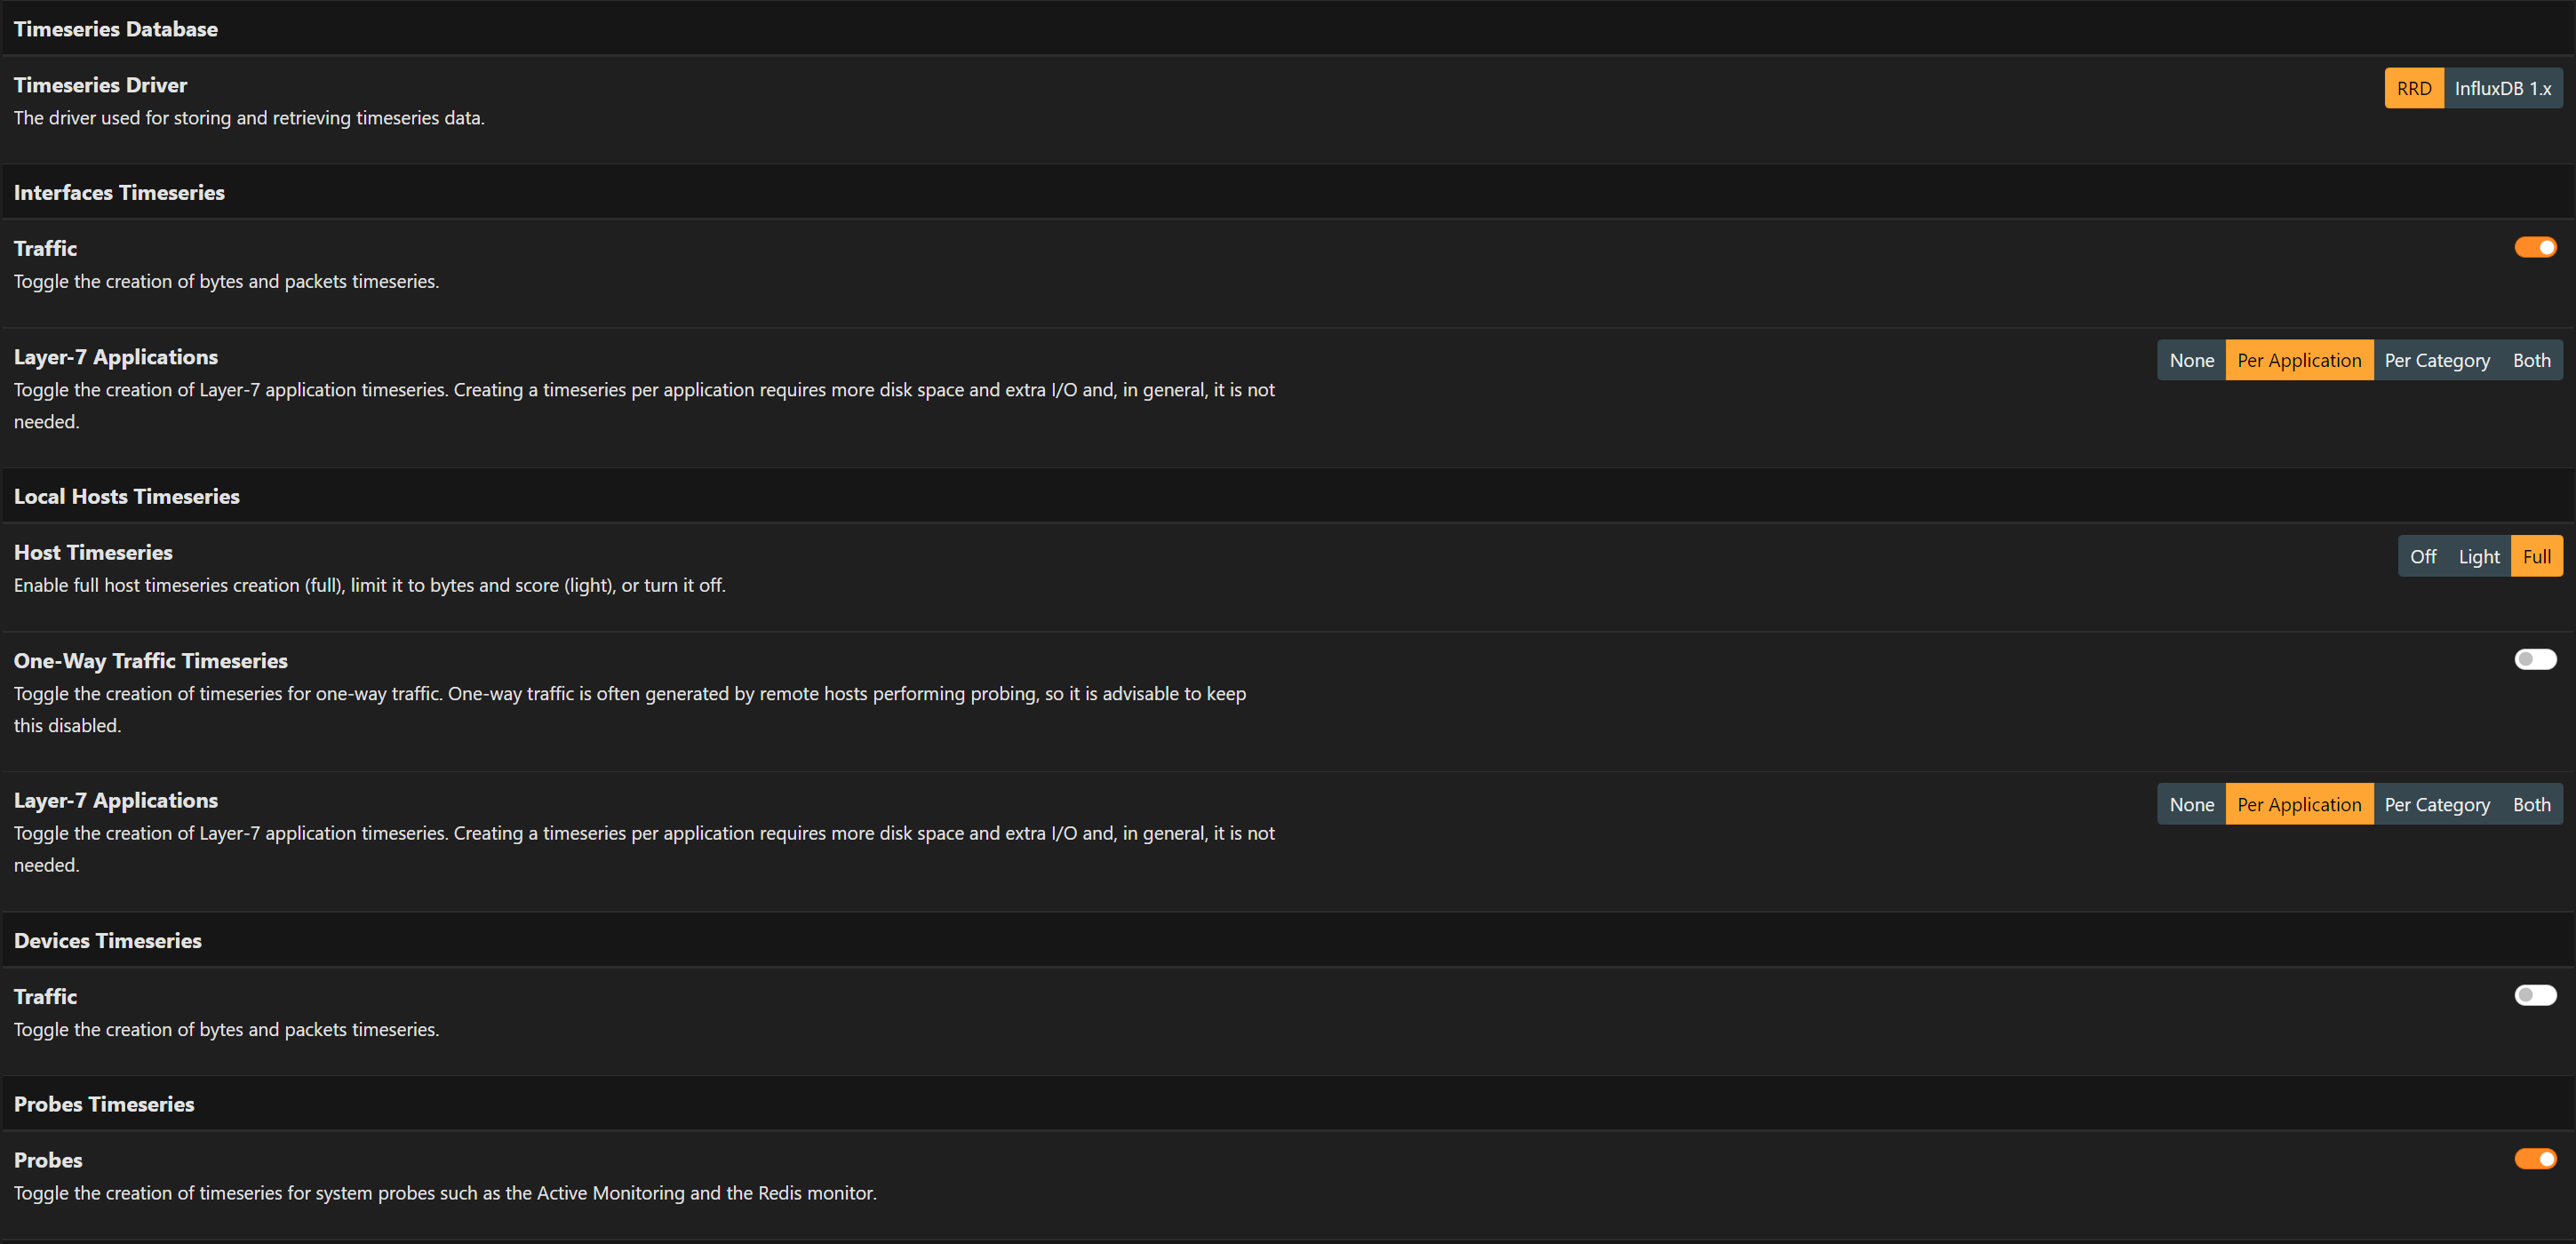 Timeseries Database
Timeseries Driver
RRD InfluxDB 1.x
The driver used for storing and retrieving timeseries data.
Interfaces Timeseries
Traffic
Toggle the creation of bytes and packets timeseries.
Layer-7 Applications
None Per Application Per Category Both
Toggle the creation of Layer-7 application timeseries. Creating a timeseries per application requires more disk space and extra I/O and, in general, it is not
needed.
Local Hosts Timeseries
Host Timeseries
Off Light Full
Enable full host timeseries creation (full), limit it to bytes and score (light), or turn it off.
One-Way Traffic Timeseries
Toggle the creation of timeseries for one-way traffic. One-way traffic is often generated by remote hosts performing probing, so it is advisable to keep
this disabled.
Layer-7 Applications
None Per Application Per Category Both
Toggle the creation of Layer-7 application timeseries. Creating a timeseries per application requires more disk space and extra I/O and, in general, it is not
needed.
Devices Timeseries
Traffic
Toggle the creation of bytes and packets timeseries.
Probes Timeseries
Probes
Toggle the creation of timeseries for system probes such as the Active Monitoring and the Redis monitor.